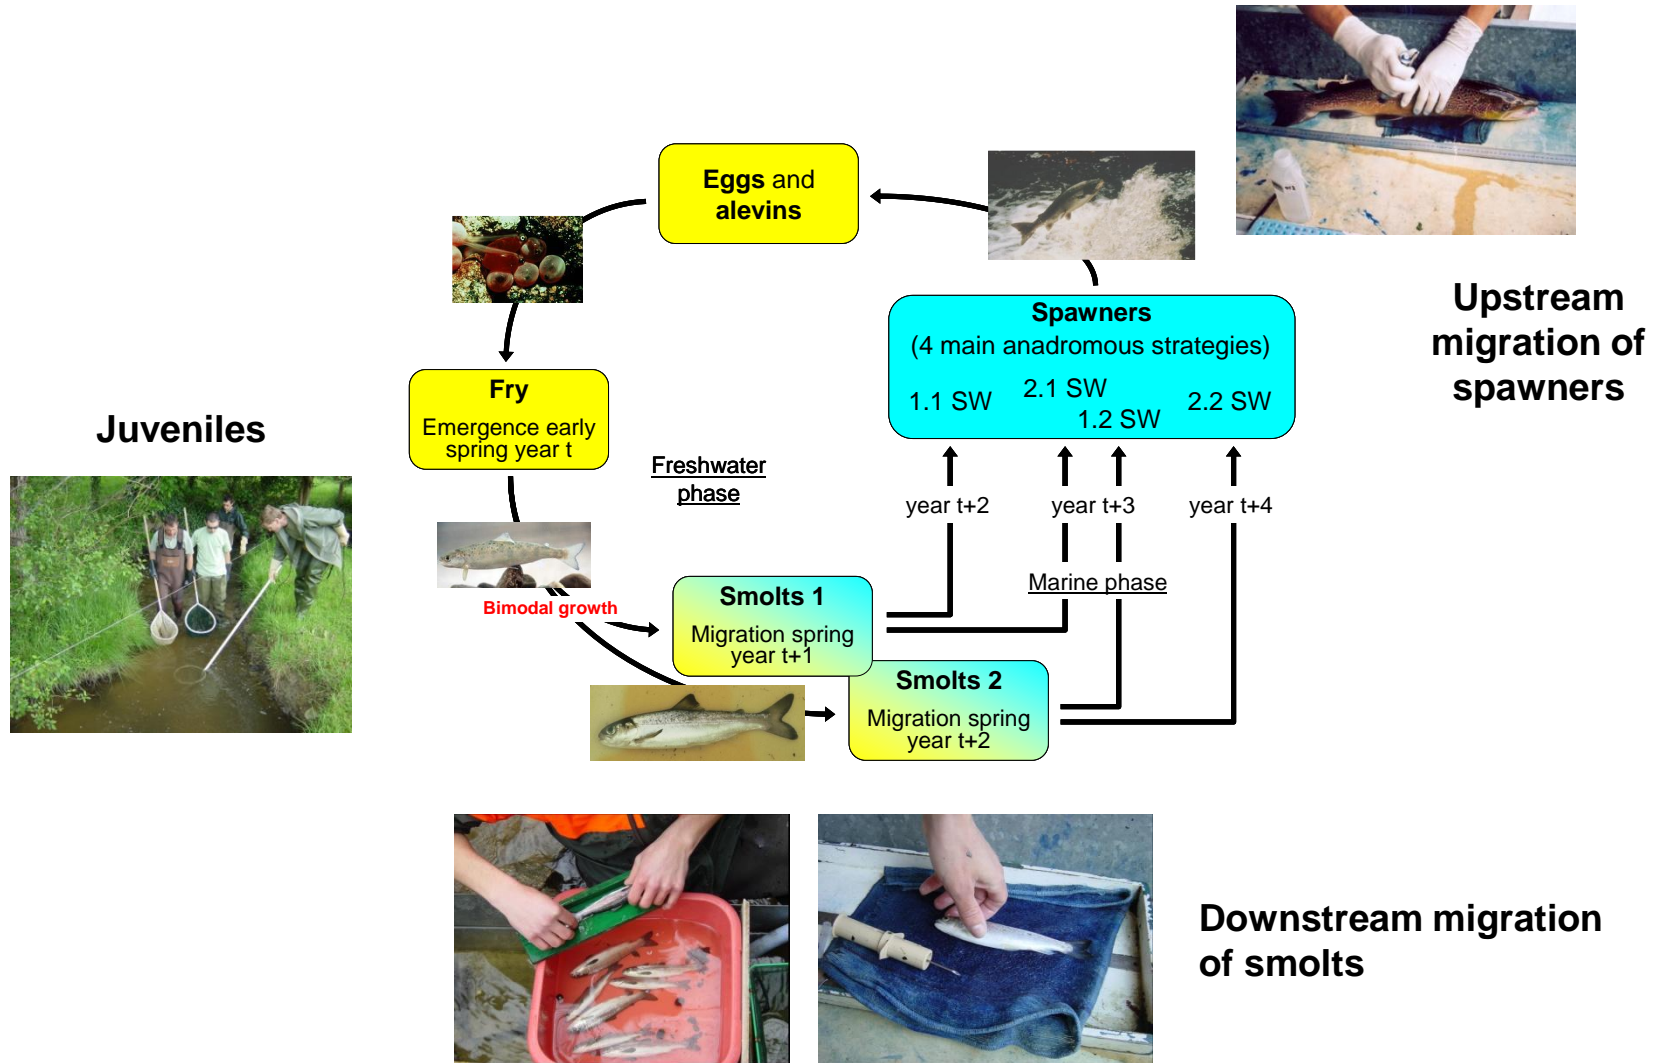 Eggs and
alevins
Spawners
(4 main anadromous strategies)
1.1 SW
2.1 SW
1.2 SW
2.2 SW
Upstream
migration of
spawners
Fry
Emergence early
spring year t
Juveniles
Freshwater
phase
year t+2
year t+3
year t+4
Marine phase
Bimodal growth
Smolts 1
Migration spring
year t+1
Smolts 2
Migration spring
year t+2
Downstream migration
of smolts